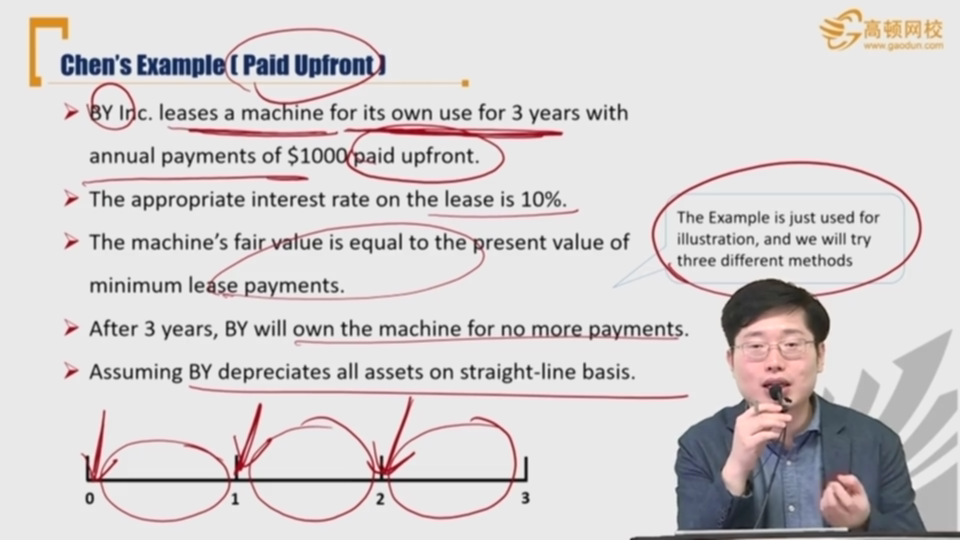 高顿网校
www.gaodun.com
Chen's Example ( Paid Upfront )
➤ BY Inc. leases a machine for its own use for 3 years with
annual payments of $1000 paid upfront.
➤ The appropriate interest rate on the lease is 10%.
➤ The machine's fair value is equal to the present value of
minimum lease payments.
➤ After 3 years, BY will own the machine for no more payments.
➤ Assuming BY depreciates all assets on straight-line basis.
The Example is just used for
illustration, and we will try
three different methods
0 1 2 3